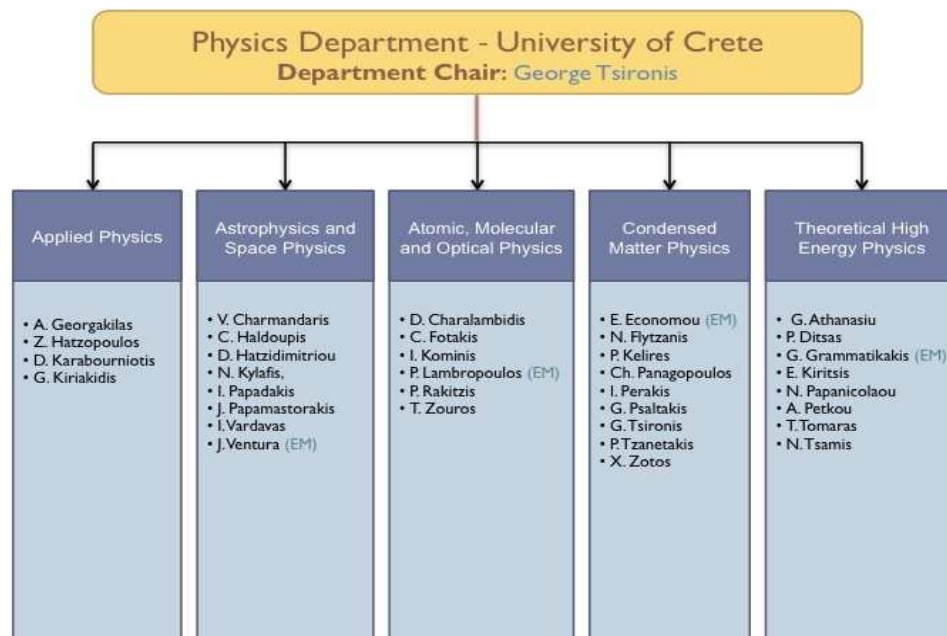 Physics Department - University of Crete
Department Chair: George Tsironis
Applied Physics
• A. Georgakilas
• Z. Hatzopoulos
• D. Karabourniotis
• G. Kiriakidis
Astrophysics and
Space Physics
• V. Charmandaris
• C. Haldoupis
• D. Hatzidimitriou
• N. Kylafis,
• I. Papadakis
• J. Papamastorakis
• I. Vardavas
• J. Ventura (EM)
Atomic, Molecular
and Optical Physics
• D. Charalambidis
• C. Fotakis
• I. Kominis
• P. Lambropoulos (EM)
• P. Rakitzis
• T. Zouros
Condensed
Matter Physics
• E. Economou (EM)
• N. Flytzanis
• P. Kelires
• Ch. Panagopoulos
• I. Perakis
• G. Psaltakis
• G. Tsironis
• P. Tzanetakis
• X. Zotos
Theoretical High
Energy Physics
• G. Athanasiu
• P. Ditsas
• G. Grammatikakis (EM)
• E. Kiritsis
• N. Papanicolaou
• A. Petkou
• T. Tomaras
• N. Tsamis